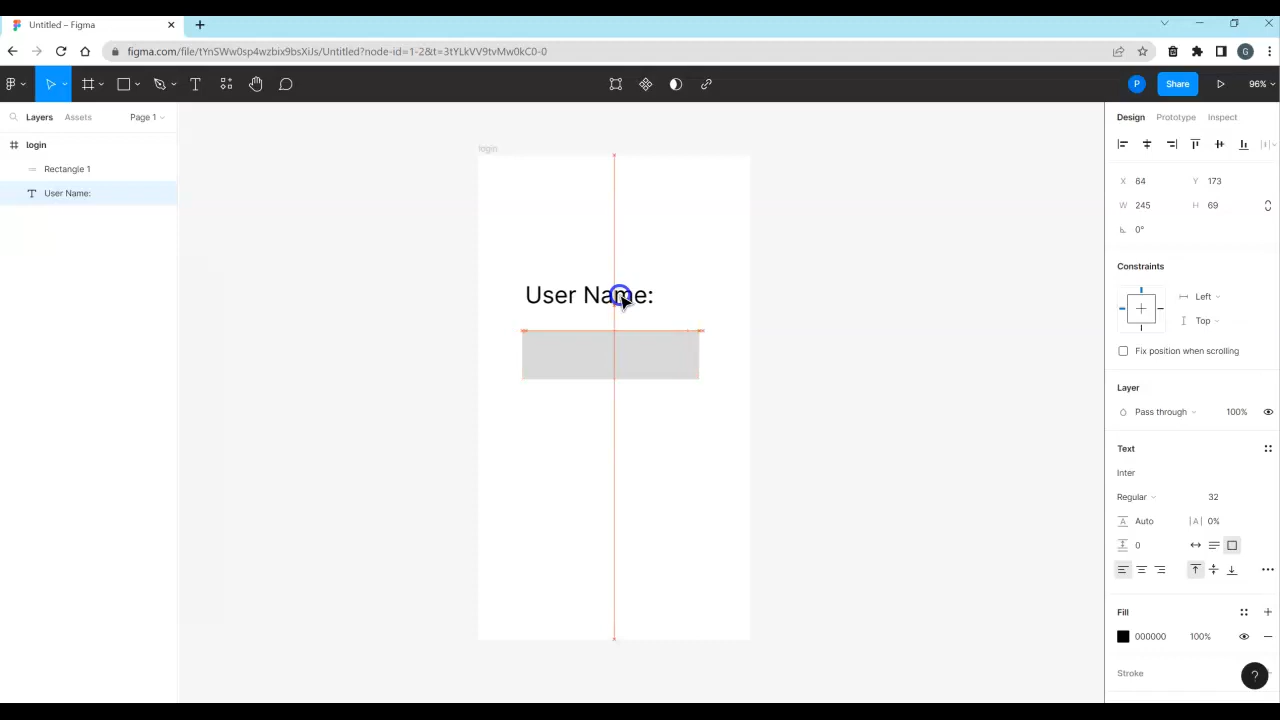 Untitled – Figma
figma.com/file/tYnSWw0sp4wzbix9bsXiJs/Untitled?node-id=1-2&t=3tYLkVV9tvMw0kC0-0
G
P
Share
96%
Layers
Assets
Page 1
login
Rectangle 1
User Name:
login
User Name:
Design
Prototype
Inspect
X 64
Y 173
W 245
H 69
0°
Constraints
Left
Top
Fix position when scrolling
Layer
Pass through
100%
Text
Inter
Regular
32
Auto
|A| 0%
0
Fill
000000
100%
Stroke
?